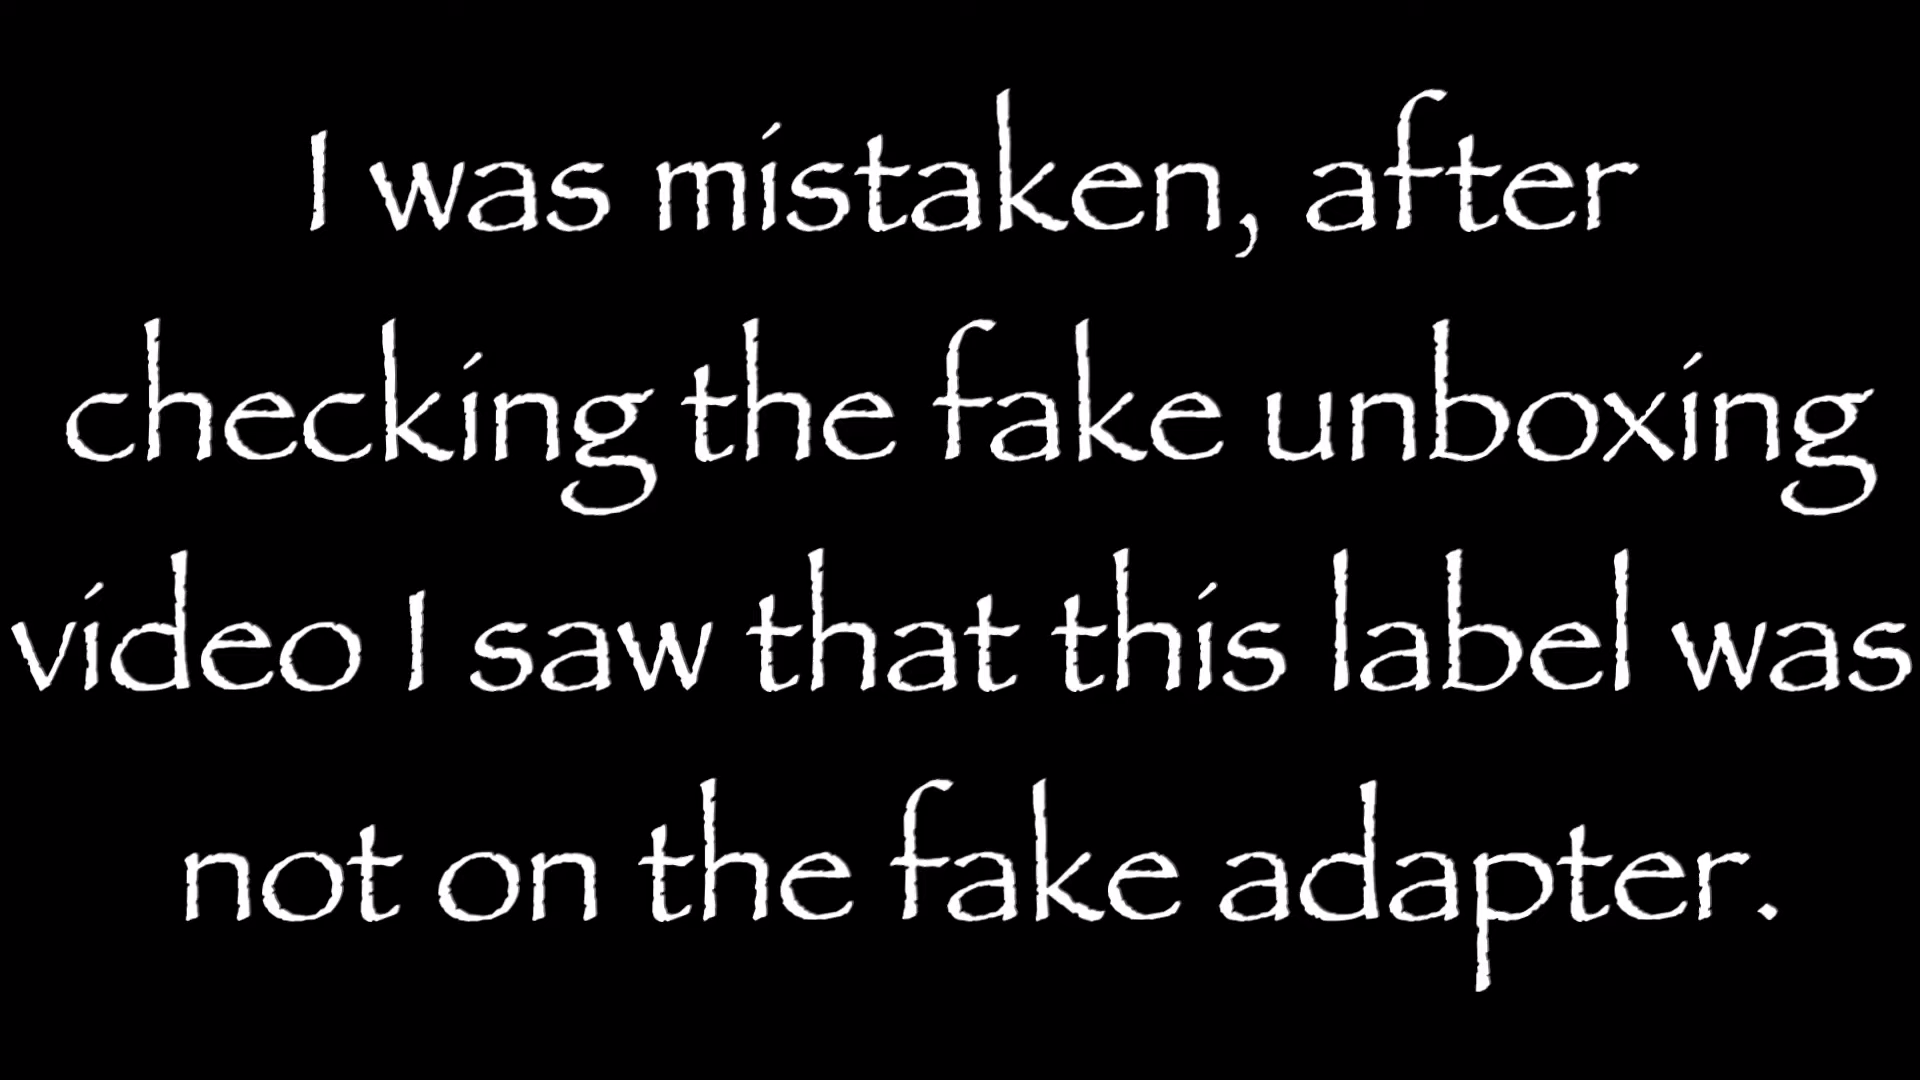 I was mistaken, after
checking the fake unboxing
video I saw that this label was
not on the fake adapter.